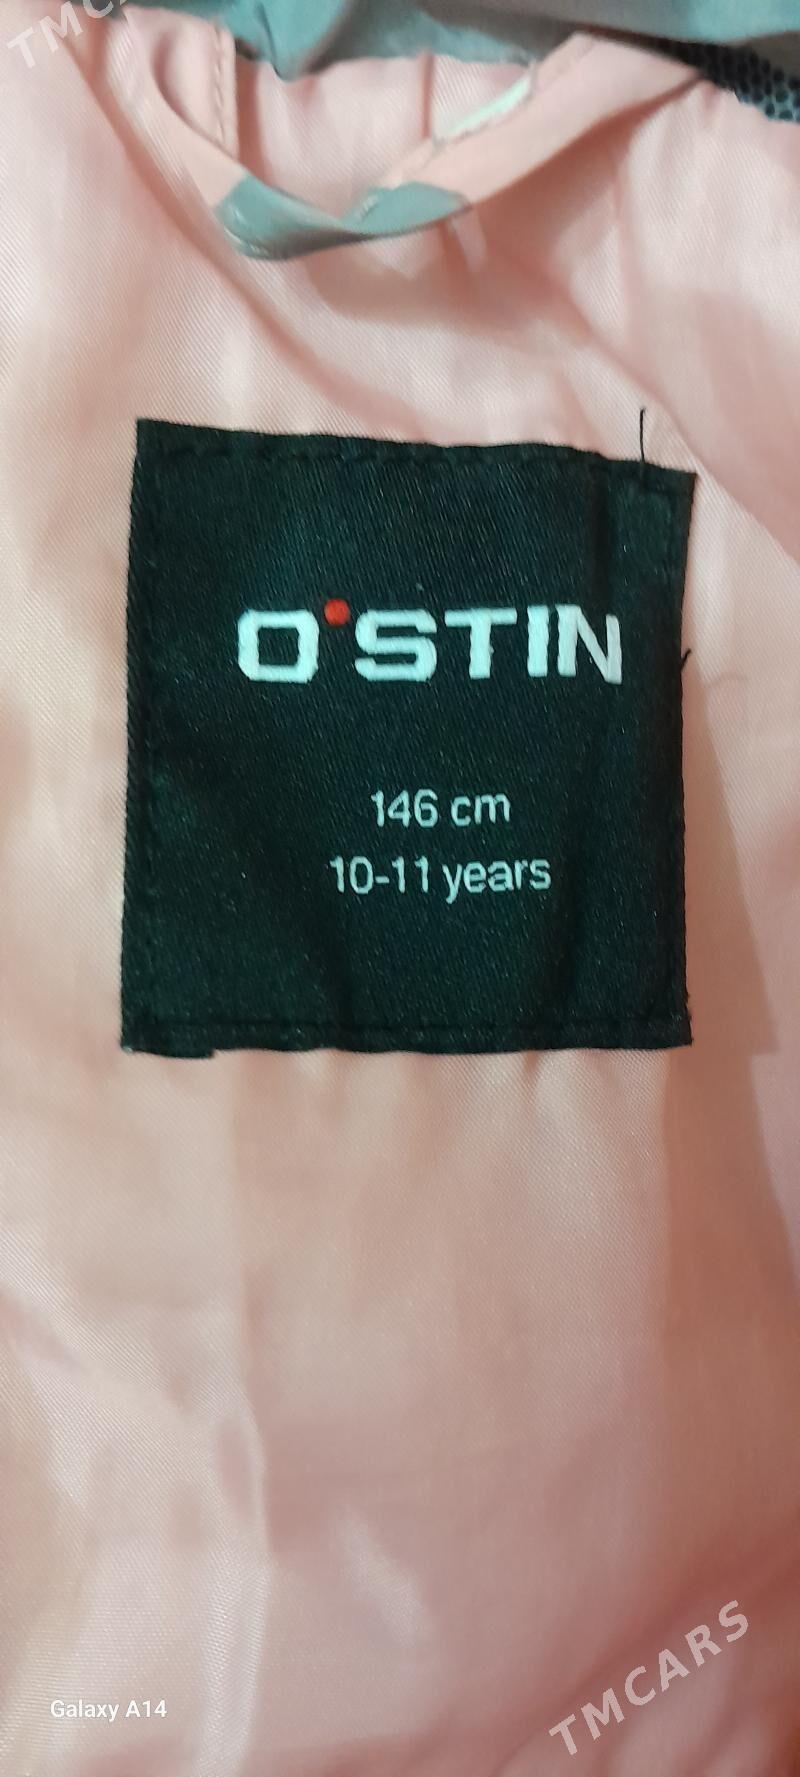 TMC
O'STIN
146 cm
10-11 years
Galaxy A14
TMCARS